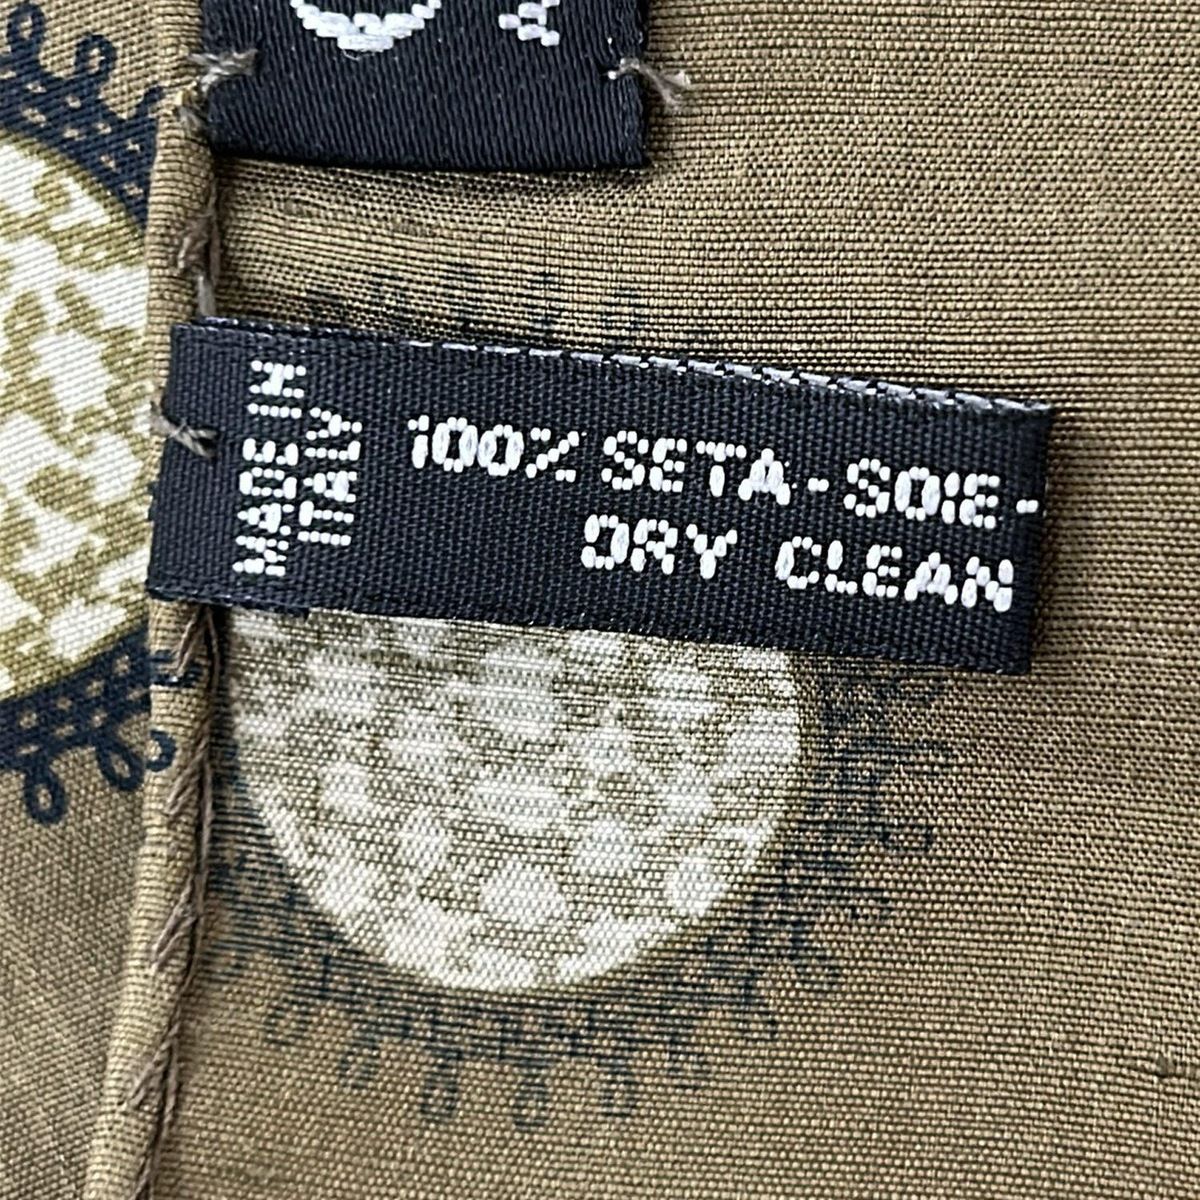 MADE IN
ITALY
100% SETA-SOIE-
DRY CLEAN